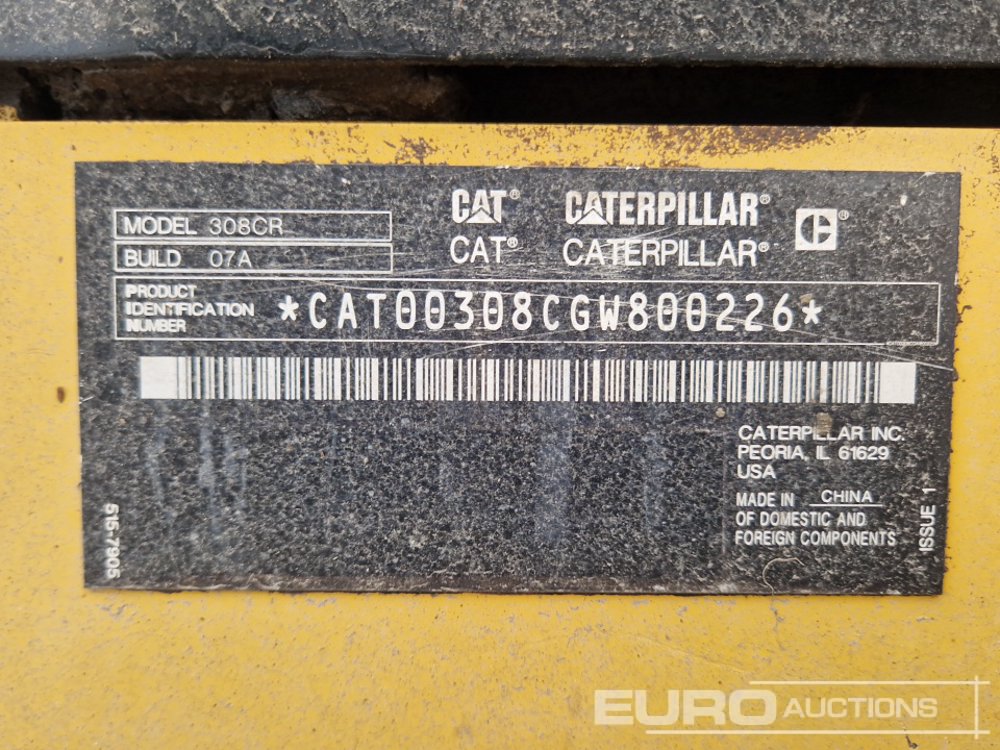 MODEL 308CR
BUILD 07A
CAT® CATERPILLAR®
CAT® CATERPILLAR®
PRODUCT
IDENTIFICATION
NUMBER
*CAT00308CGW800226*
CATERPILLAR INC.
PEORIA, IL 61629
USA
MADE IN CHINA
OF DOMESTIC AND
FOREIGN COMPONENTS
515-7905
ISSUE 1
EURO AUCTIONS